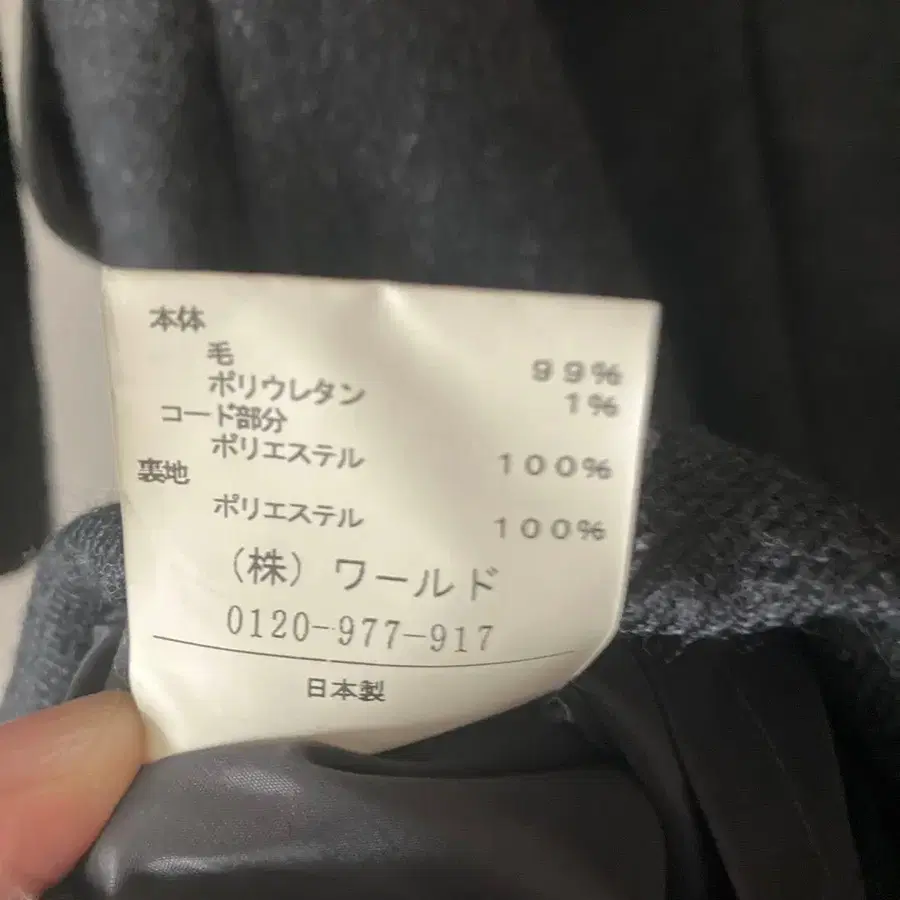 本体
毛 99%
ポリウレタン 1%
コード部分
ポリエステル 100%
裏地
ポリエステル 100%
（株）ワールド
0120-977-917
日本製